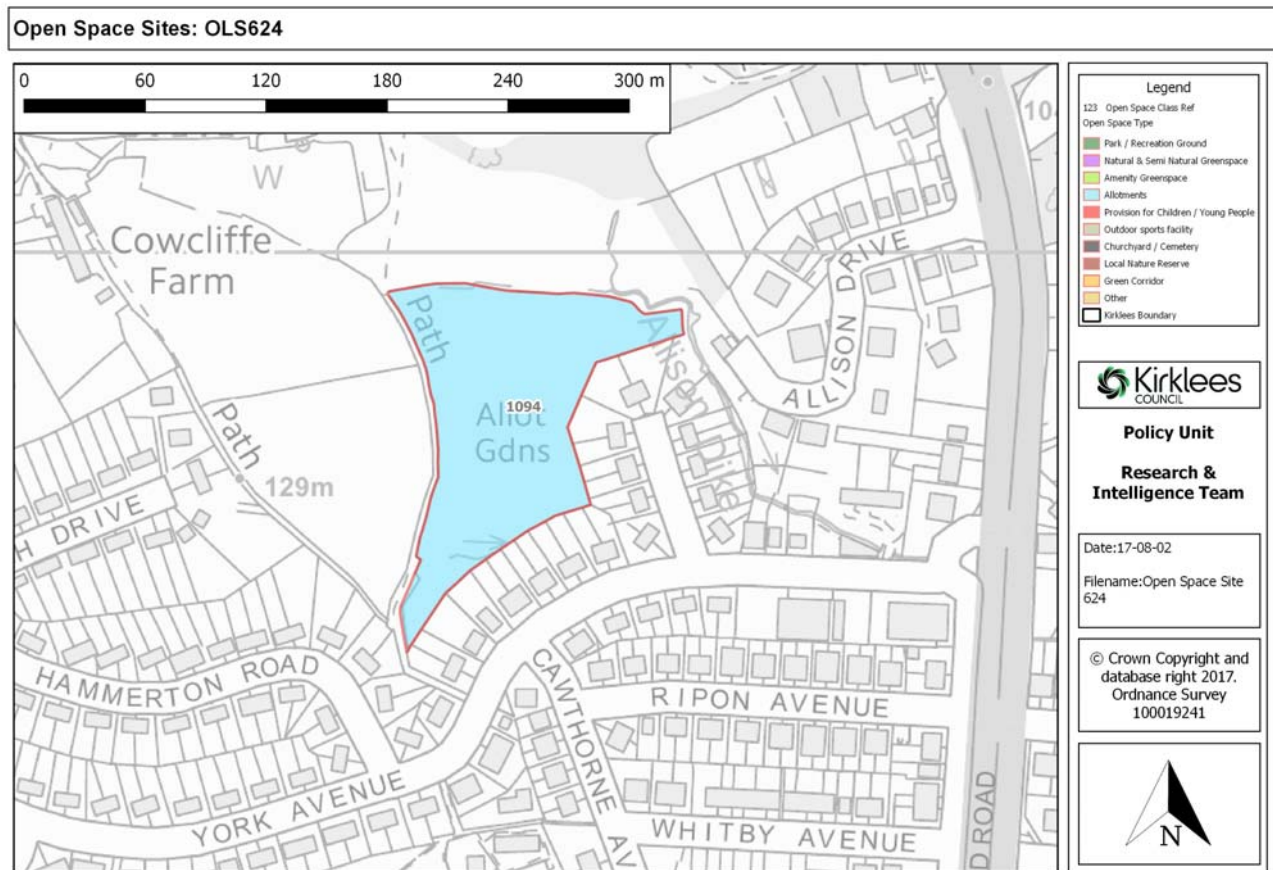 Open Space Sites: OLS624
0 60 120 180 240 300 m
W
10
Cowcliffe
Farm
Path
Path
129m
1094
Allot
Gdns
Alison Dike
ALLISON DRIVE
H DRIVE
HAMMERTON ROAD
YORK AVENUE
CAWTHORNE AV
RIPON AVENUE
WHITBY AVENUE
D ROAD
Legend
123 Open Space Class Ref
Open Space Type
Park / Recreation Ground
Natural & Semi Natural Greenspace
Amenity Greenspace
Allotments
Provision for Children / Young People
Outdoor sports facility
Churchyard / Cemetery
Local Nature Reserve
Green Corridor
Other
Kirklees Boundary
Kirklees
COUNCIL
Policy Unit
Research &
Intelligence Team
Date:17-08-02
Filename:Open Space Site
624
© Crown Copyright and
database right 2017.
Ordnance Survey
100019241
N